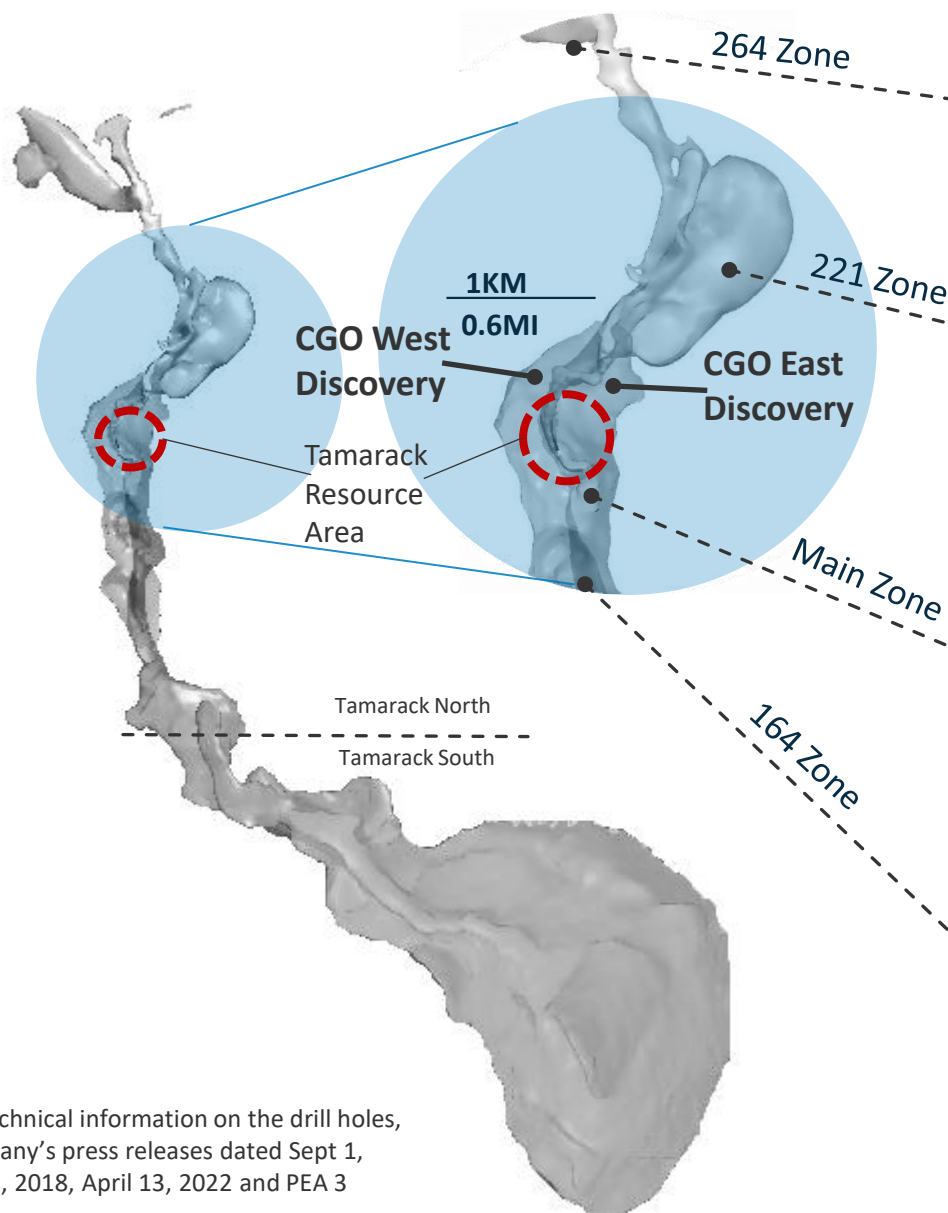 264 Zone
221 Zone
1KM
0.6MI
CGO West
Discovery
CGO East
Discovery
Tamarack
Resource
Area
Main Zone
164 Zone
Tamarack North
Tamarack South
chnical information on the drill holes,
any’s press releases dated Sept 1,
, 2018, April 13, 2022 and PEA 3